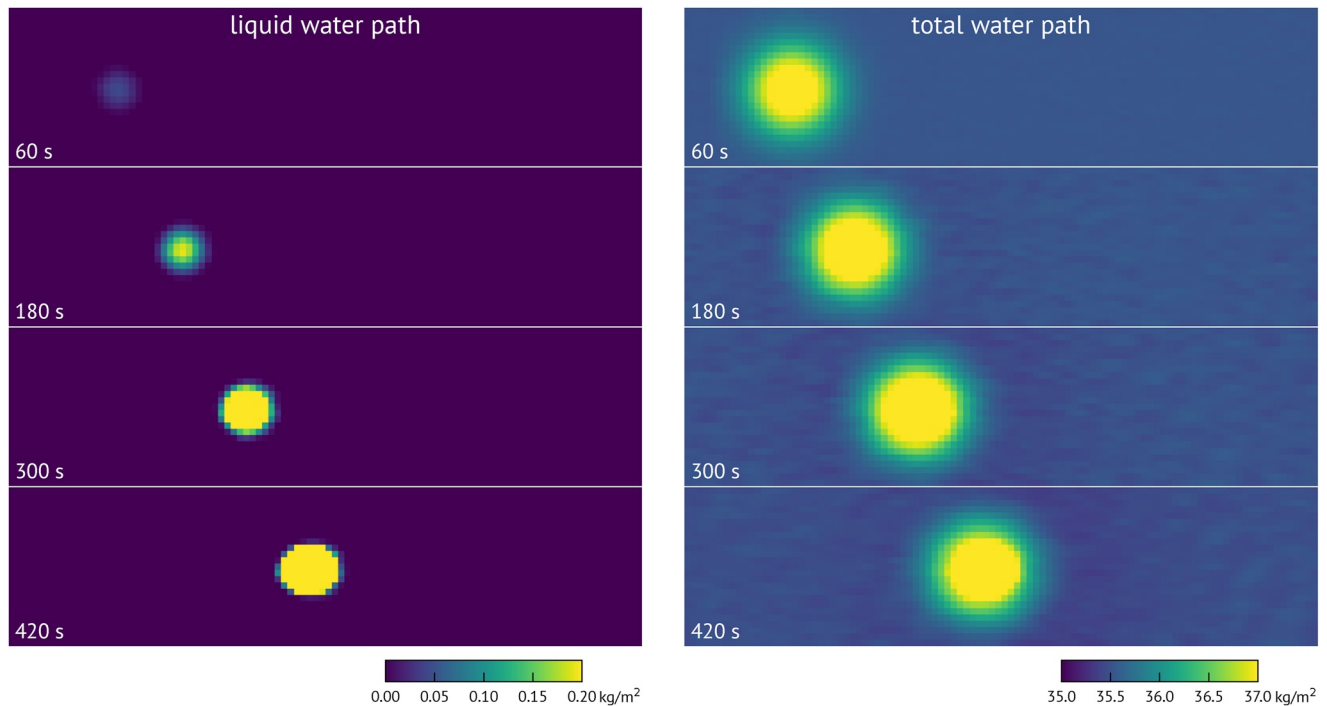 liquid water path
60 s
180 s
300 s
420 s
0.00 0.05 0.10 0.15 0.20 kg/m²
total water path
60 s
180 s
300 s
420 s
35.0 35.5 36.0 36.5 37.0 kg/m²